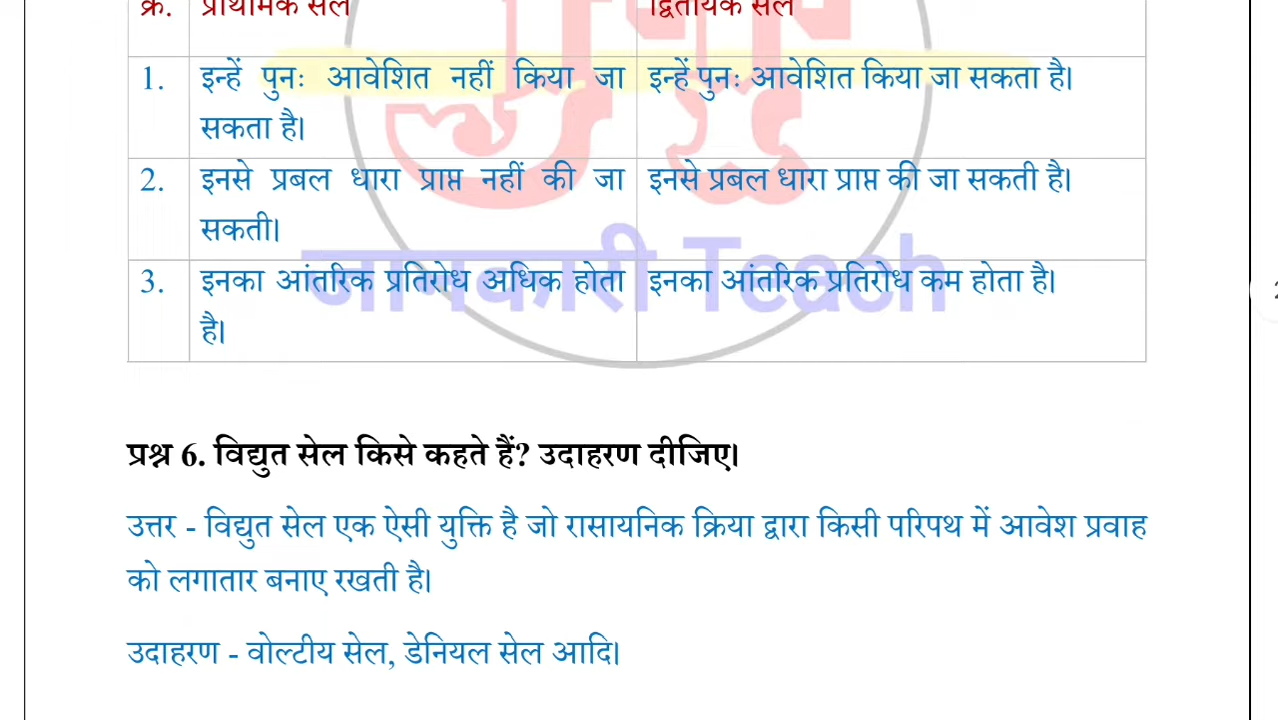 क्र. प्राथमिक सेल द्वितीयक सेल
1. इन्हें पुनः आवेशित नहीं किया जा इन्हें पुनः आवेशित किया जा सकता है।
सकता है।
2. इनसे प्रबल धारा प्राप्त नहीं की जा इनसे प्रबल धारा प्राप्त की जा सकती है।
सकती।
जानकारी Teach
3. इनका आंतरिक प्रतिरोध अधिक होता इनका आंतरिक प्रतिरोध कम होता है।
है।
प्रश्न 6. विद्युत सेल किसे कहते हैं? उदाहरण दीजिए।
उत्तर - विद्युत सेल एक ऐसी युक्ति है जो रासायनिक क्रिया द्वारा किसी परिपथ में आवेश प्रवाह
को लगातार बनाए रखती है।
उदाहरण - वोल्टीय सेल, डेनियल सेल आदि।